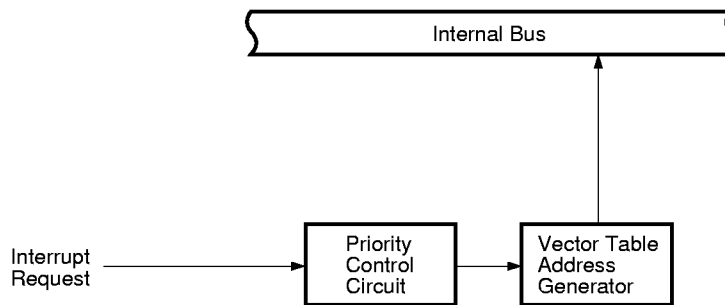 Internal Bus
Interrupt
Request
Priority
Control
Circuit
Vector Table
Address
Generator